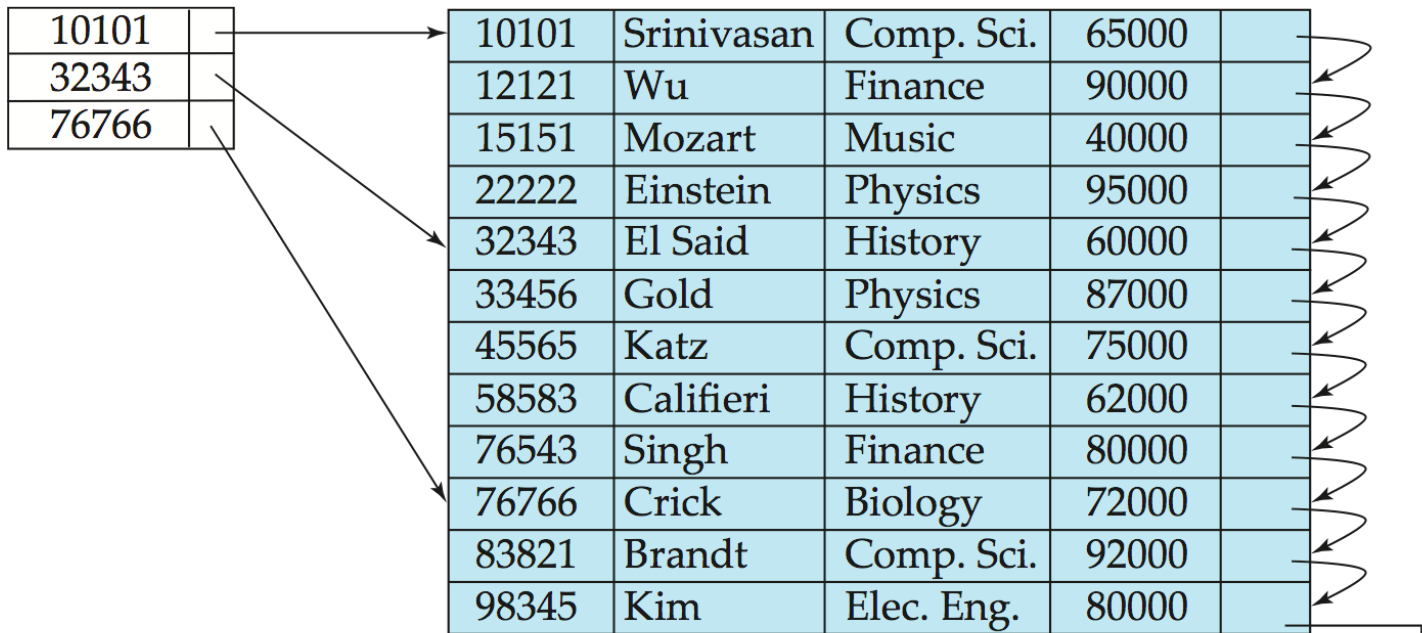 10101
32343
76766
10101 Srinivasan Comp. Sci. 65000
12121 Wu Finance 90000
15151 Mozart Music 40000
22222 Einstein Physics 95000
32343 El Said History 60000
33456 Gold Physics 87000
45565 Katz Comp. Sci. 75000
58583 Califieri History 62000
76543 Singh Finance 80000
76766 Crick Biology 72000
83821 Brandt Comp. Sci. 92000
98345 Kim Elec. Eng. 80000